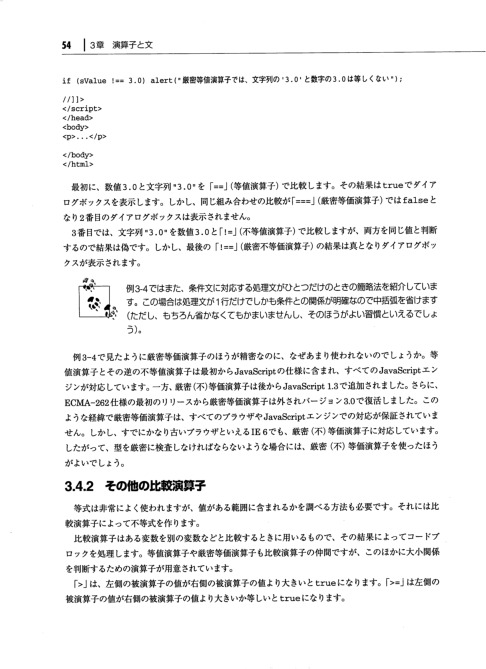 54 | 3章 演算子と文
if (sValue !== 3.0) alert("厳密等値演算子では、文字列の'3.0'と数字の3.0は等しくない");
//]]>
</script>
</head>
<body>
<p>...</p>
</body>
</html>
最初に、数値3.0と文字列"3.0"を「==」(等値演算子)で比較します。その結果はtrueでダイア
ログボックスを表示します。しかし、同じ組み合わせの比較が「===」(厳密等価演算子)ではfalseと
なり2番目のダイアログボックスは表示されません。
3番目では、文字列"3.0"を数値3.0と「!=」(不等値演算子)で比較しますが、両方を同じ値と判断
するので結果は偽です。しかし、最後の「!==」(厳密不等価演算子)の結果は真となりダイアログボッ
クスが表示されます。
例3-4ではまた、条件文に対応する処理文がひとつだけのときの簡略法を紹介していま
す。この場合は処理文が1行だけでしかも条件との関係が明確なので中括弧を省けます
(ただし、もちろん省かなくてもかまいませんし、そのほうがよい習慣といえるでしょ
う)。
例3-4で見たように厳密等価演算子のほうが精密なのに、なぜあまり使われないのでしょうか。等
値演算子とその逆の不等値演算子は最初からJavaScriptの仕様に含まれ、すべてのJavaScriptエン
ジンが対応しています。一方、厳密(不)等価演算子は後からJavaScript 1.3で追加されました。さらに、
ECMA-262仕様の最初のリリースから厳密等価演算子は外されバージョン3.0で復活しました。この
ような経緯で厳密等価演算子は、すべてのブラウザやJavaScriptエンジンでの対応が保証されていま
せん。しかし、すでにかなり古いブラウザといえるIE 6でも、厳密(不)等価演算子に対応しています。
したがって、型を厳密に検査しなければならないような場合には、厳密(不)等価演算子を使ったほう
がよいでしょう。
3.4.2 その他の比較演算子
等式は非常によく使われますが、値がある範囲に含まれるかを調べる方法も必要です。それには比
較演算子によって不等式を作ります。
比較演算子はある変数を別の変数などと比較するときに用いるもので、その結果によってコードブ
ロックを処理します。等値演算子や厳密等価演算子も比較演算子の仲間ですが、このほかに大小関係
を判断するための演算子が用意されています。
「>」は、左側の被演算子の値が右側の被演算子の値より大きいとtrueになります。「>=」は左側の
被演算子の値が右側の被演算子の値より大きいか等しいとtrueになります。